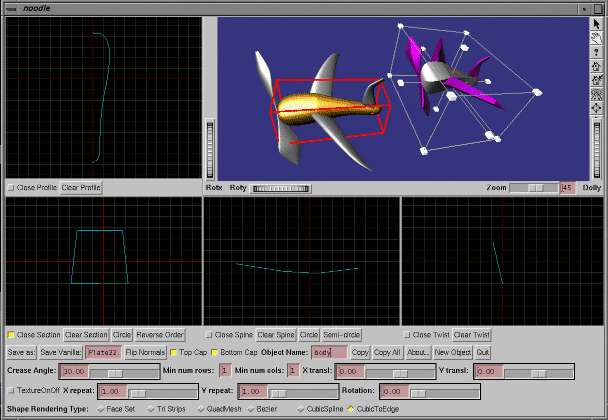 noodle
?
Close Profile Clear Profile Rotx Roty Zoom 45 Dolly
Close Section Clear Section Circle Reverse Order Close Spine Clear Spine Circle Semi-circle Close Twist Clear Twist
Save as: Save Vanilla: Flip Normals Top Cap Bottom Cap Object Name: body Copy Copy All About... New Object Quit
Crease Angle: 30.00 Min num rows: 1 Min num cols: 1 X transl: 0.00 Y transl: 0.00
TextureOnOff X repeat: 1.00 Y repeat: 1.00 Rotation: 0.00
Shape Rendering Type: Face Set Tri Strips QuadMesh Bezier CubicSpline CubicToEdge